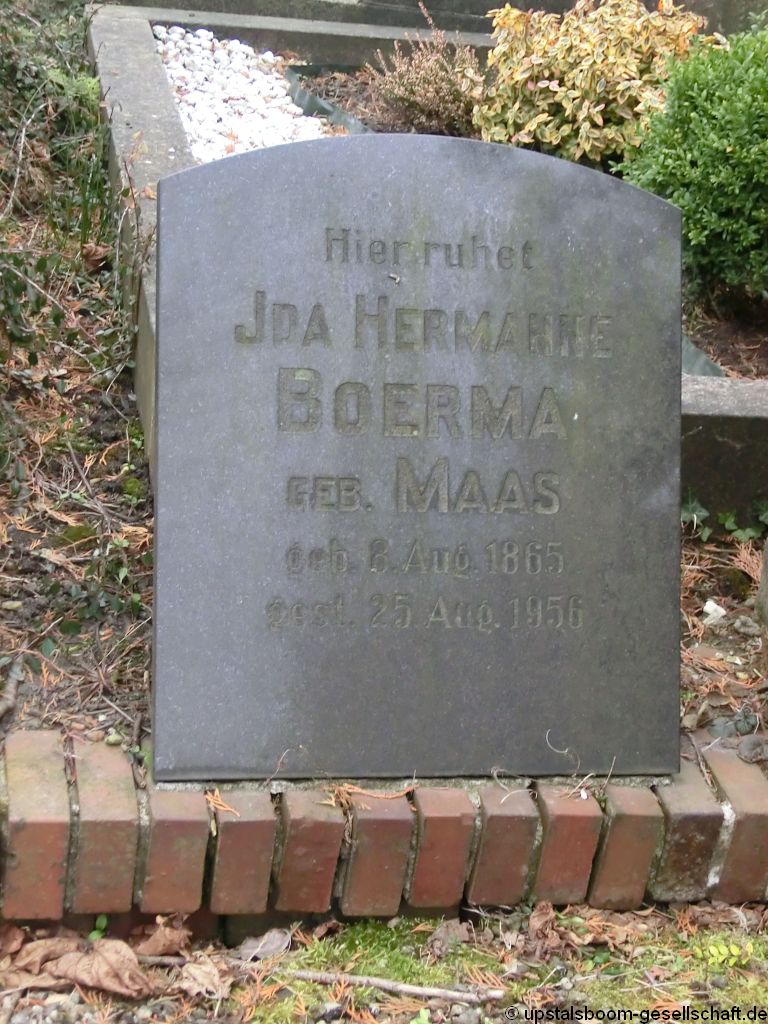 Hier ruhet
JDA HERMANNE
BOERMA
GEB. MAAS
geb. 8. Aug. 1865
gest. 25 Aug. 1956
© upstalsboom-gesellschaft.de